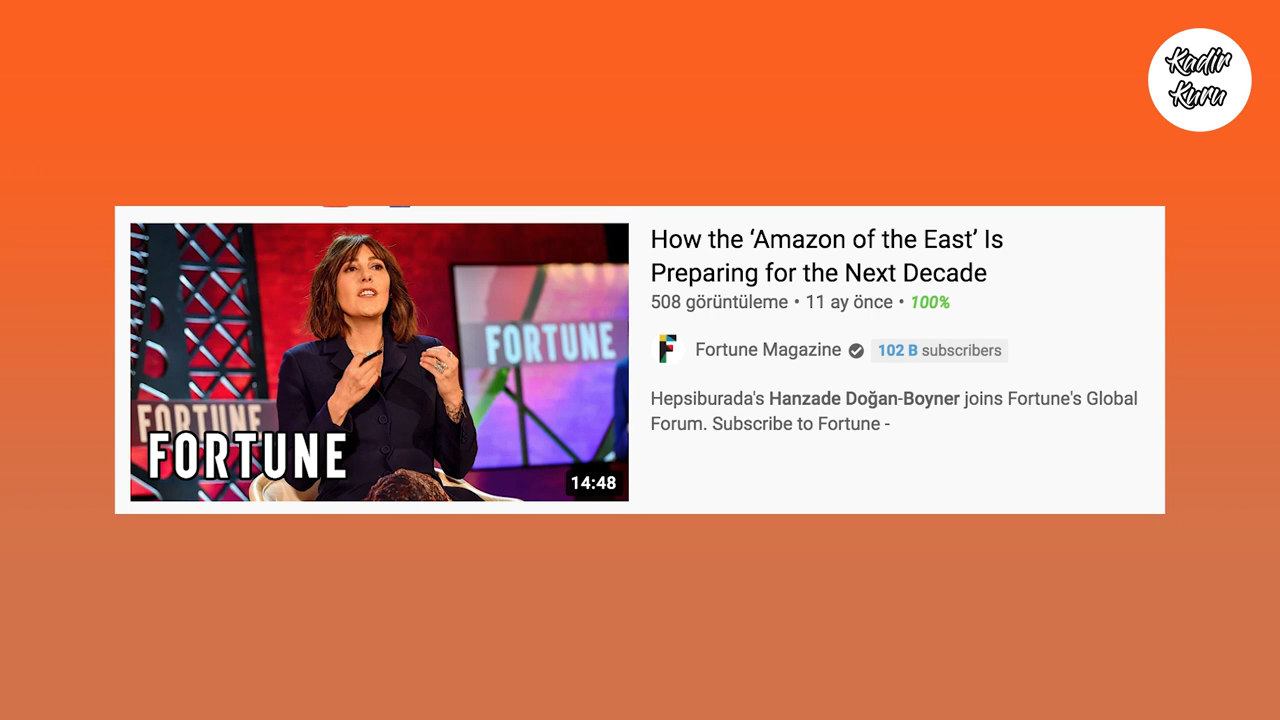 Kadir
Kuru
How the ‘Amazon of the East’ Is
Preparing for the Next Decade
508 görüntüleme • 11 ay önce • 100%
Fortune Magazine 102 B subscribers
Hepsiburada's Hanzade Doğan-Boyner joins Fortune's Global
Forum. Subscribe to Fortune -
FORTUNE
FORTUNE
FORTUNE
14:48